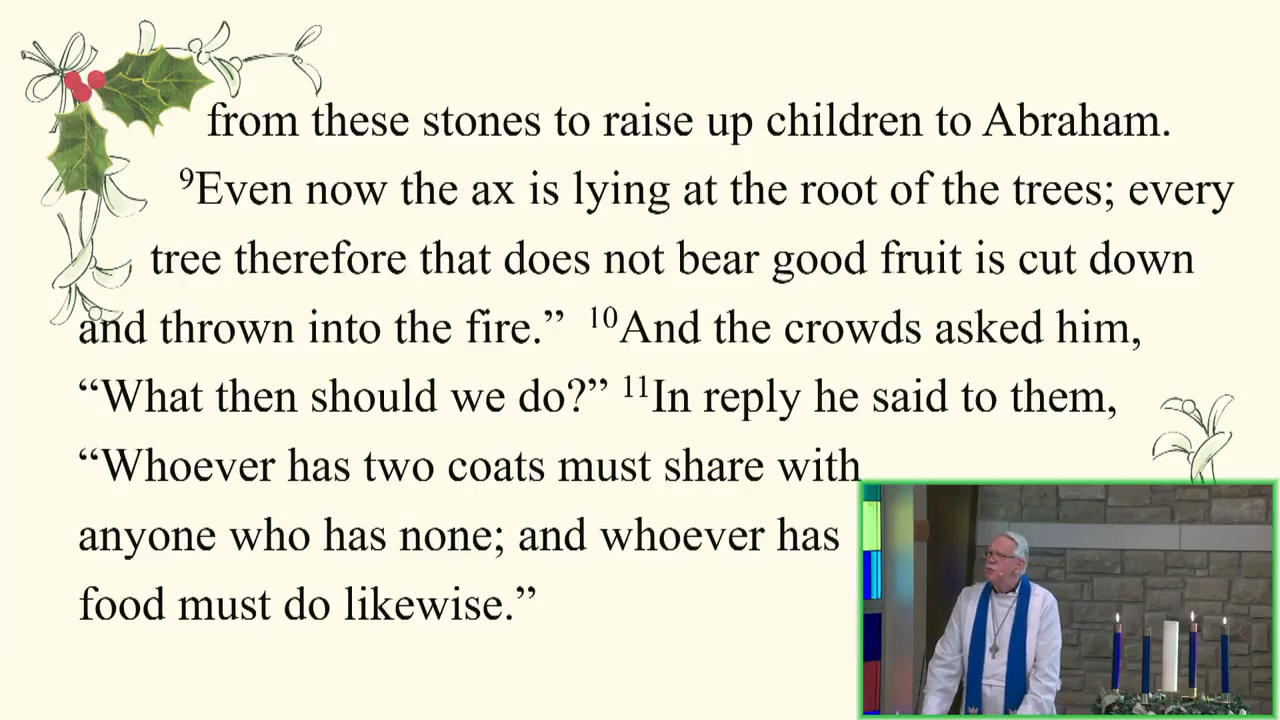 from these stones to raise up children to Abraham.
⁹Even now the ax is lying at the root of the trees; every
tree therefore that does not bear good fruit is cut down
and thrown into the fire.” ¹⁰And the crowds asked him,
“What then should we do?” ¹¹In reply he said to them,
“Whoever has two coats must share with
anyone who has none; and whoever has
food must do likewise.”